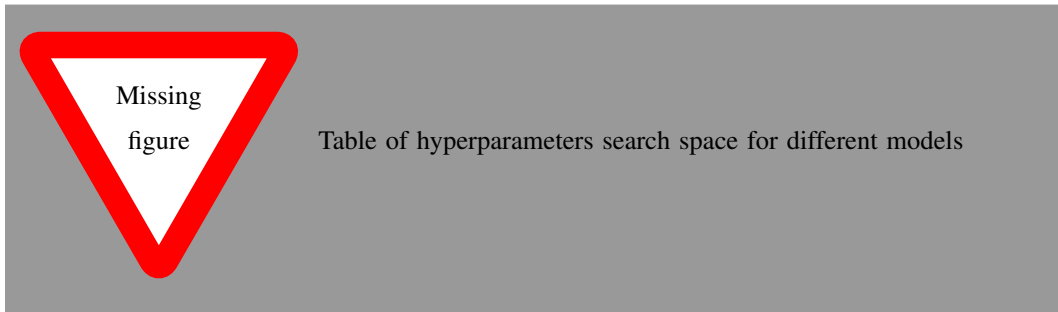 Missing
figure
Table of hyperparameters search space for different models